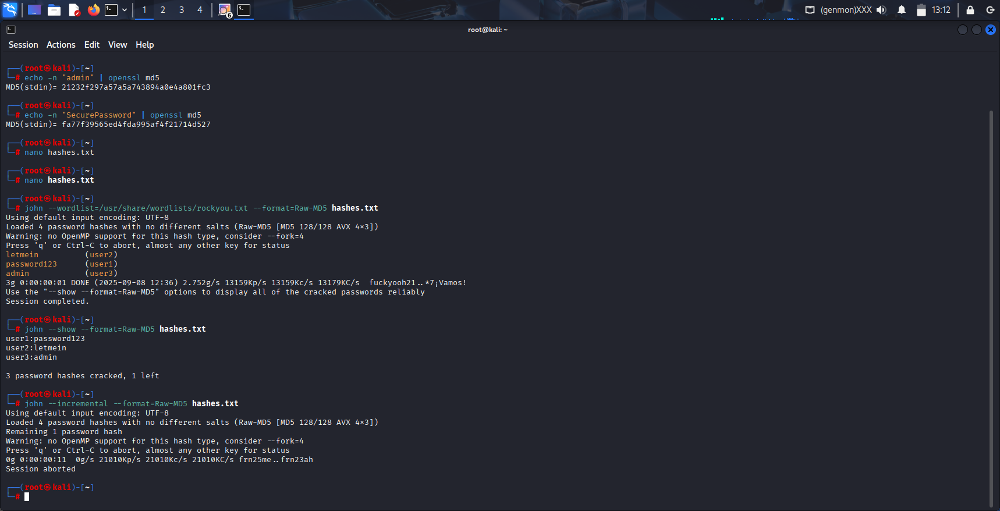 1 2 3 4 6 (genmon)XXX 13:12
root@kali: ~
Session Actions Edit View Help
┌──(root㉿kali)-[~]
└─# echo -n "admin" | openssl md5
MD5(stdin)= 21232f297a57a5a743894a0e4a801fc3
┌──(root㉿kali)-[~]
└─# echo -n "SecurePassword" | openssl md5
MD5(stdin)= fa77f39565ed4fda995af4f21714d527
┌──(root㉿kali)-[~]
└─# nano hashes.txt
┌──(root㉿kali)-[~]
└─# nano hashes.txt
┌──(root㉿kali)-[~]
└─# john --wordlist=/usr/share/wordlists/rockyou.txt --format=Raw-MD5 hashes.txt
Using default input encoding: UTF-8
Loaded 4 password hashes with no different salts (Raw-MD5 [MD5 128/128 AVX 4×3])
Warning: no OpenMP support for this hash type, consider --fork=4
Press 'q' or Ctrl-C to abort, almost any other key for status
letmein (user2)
password123 (user1)
admin (user3)
3g 0:00:00:01 DONE (2025-09-08 12:36) 2.752g/s 13159Kp/s 13159Kc/s 13179KC/s fuckyooh21..*7¡Vamos!
Use the "--show --format=Raw-MD5" options to display all of the cracked passwords reliably
Session completed.
┌──(root㉿kali)-[~]
└─# john --show --format=Raw-MD5 hashes.txt
user1:password123
user2:letmein
user3:admin
3 password hashes cracked, 1 left
┌──(root㉿kali)-[~]
└─# john --incremental --format=Raw-MD5 hashes.txt
Using default input encoding: UTF-8
Loaded 4 password hashes with no different salts (Raw-MD5 [MD5 128/128 AVX 4×3])
Remaining 1 password hash
Warning: no OpenMP support for this hash type, consider --fork=4
Press 'q' or Ctrl-C to abort, almost any other key for status
0g 0:00:00:11 0g/s 21010Kp/s 21010Kc/s 21010KC/s frn25me..frn23ah
Session aborted
┌──(root㉿kali)-[~]
└─#